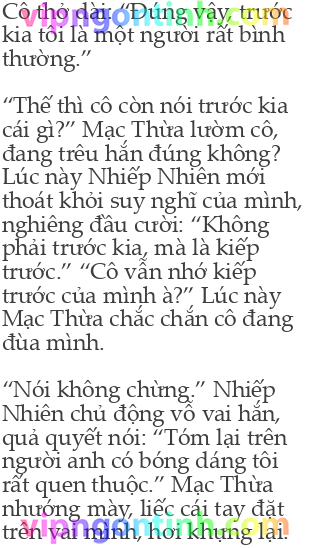 Cô thở dài: “Đúng vậy, trước
kia tôi là một người rất bình
thường.”
“Thế thì cô còn nói trước kia
cái gì?” Mạc Thừa lườm cô,
đang trêu hắn đúng không?
Lúc này Nhiếp Nhiên mới
thoát khỏi suy nghĩ của mình,
nghiêng đầu cười: “Không
phải trước kia, mà là kiếp
trước.” “Cô vẫn nhớ kiếp
trước của mình à?” Lúc này
Mạc Thừa chắc chắn cô đang
đùa mình.
“Nói không chừng.” Nhiếp
Nhiên chủ động vỗ vai hắn,
quả quyết nói: “Tóm lại trên
người anh có bóng dáng tôi
rất quen thuộc.” Mạc Thừa
nhướng mày, liếc cái tay đặt
trên vai mình, hơi khựng lại.
vipngontinh.com
vipngontinh.com